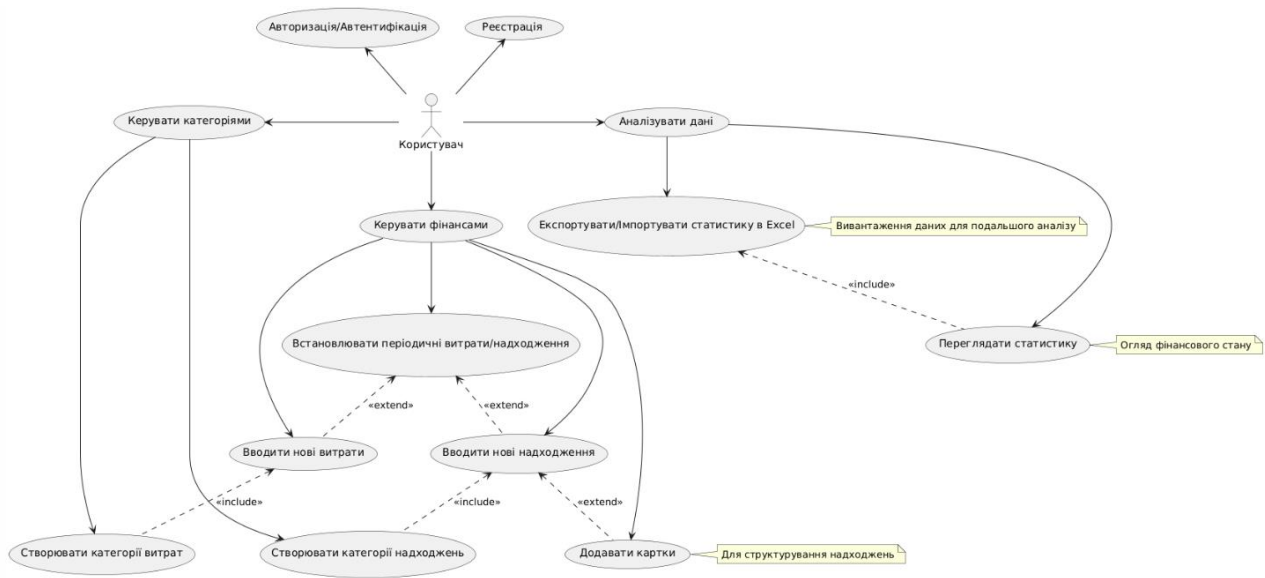 Авторизація/Автентифікація
Реєстрація
Керувати категоріями
Користувач
Аналізувати дані
Керувати фінансами
Експортувати/Імпортувати статистику в Excel
Вивантаження даних для подальшого аналізу
«include»
Встановлювати періодичні витрати/надходження
Переглядати статистику
Огляд фінансового стану
«extend»
«extend»
Вводити нові витрати
Вводити нові надходження
«include»
«include»
«extend»
Створювати категорії витрат
Створювати категорії надходжень
Додавати картки
Для структурування надходжень